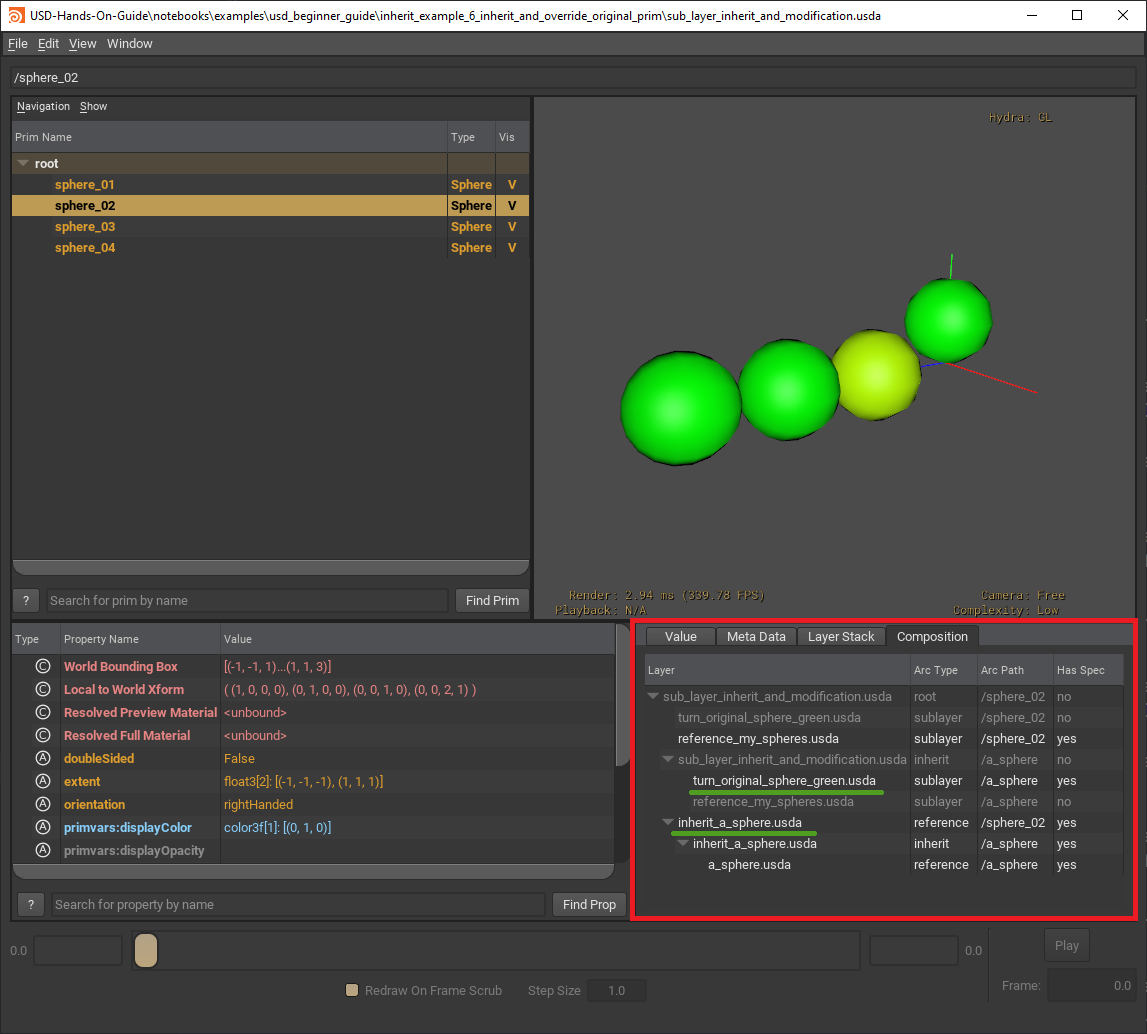 USD-Hands-On-Guide\notebooks\examples\usd_beginner_guide\inherit_example_6_inherit_and_override_original_prim\sub_layer_inherit_and_modification.usda
File Edit View Window
/sphere_02
Navigation Show
Prim Name Type Vis
root
sphere_01 Sphere V
sphere_02 Sphere V
sphere_03 Sphere V
sphere_04 Sphere V
? Search for prim by name Find Prim
Hydra: GL
Render: 2.94 ms (339.78 FPS)
Playback: N/A
Camera: Free
Complexity: Low
Type Property Name Value
C World Bounding Box [(-1, -1, 1)...(1, 1, 3)]
C Local to World Xform ( (1, 0, 0, 0), (0, 1, 0, 0), (0, 0, 1, 0), (0, 0, 2, 1) )
C Resolved Preview Material <unbound>
C Resolved Full Material <unbound>
A doubleSided False
A extent float3[2]: [(-1, -1, -1), (1, 1, 1)]
A orientation rightHanded
A primvars:displayColor color3f[1]: [(0, 1, 0)]
A primvars:displayOpacity
? Search for property by name Find Prop
Value Meta Data Layer Stack Composition
Layer Arc Type Arc Path Has Spec
sub_layer_inherit_and_modification.usda root /sphere_02 no
turn_original_sphere_green.usda sublayer /sphere_02 no
reference_my_spheres.usda sublayer /sphere_02 yes
sub_layer_inherit_and_modification.usda inherit /a_sphere no
turn_original_sphere_green.usda sublayer /a_sphere yes
reference_my_spheres.usda sublayer /a_sphere no
inherit_a_sphere.usda reference /sphere_02 yes
inherit_a_sphere.usda inherit /a_sphere yes
a_sphere.usda reference /a_sphere yes
0.0 0.0 Play
Redraw On Frame Scrub Step Size 1.0 Frame: 0.0